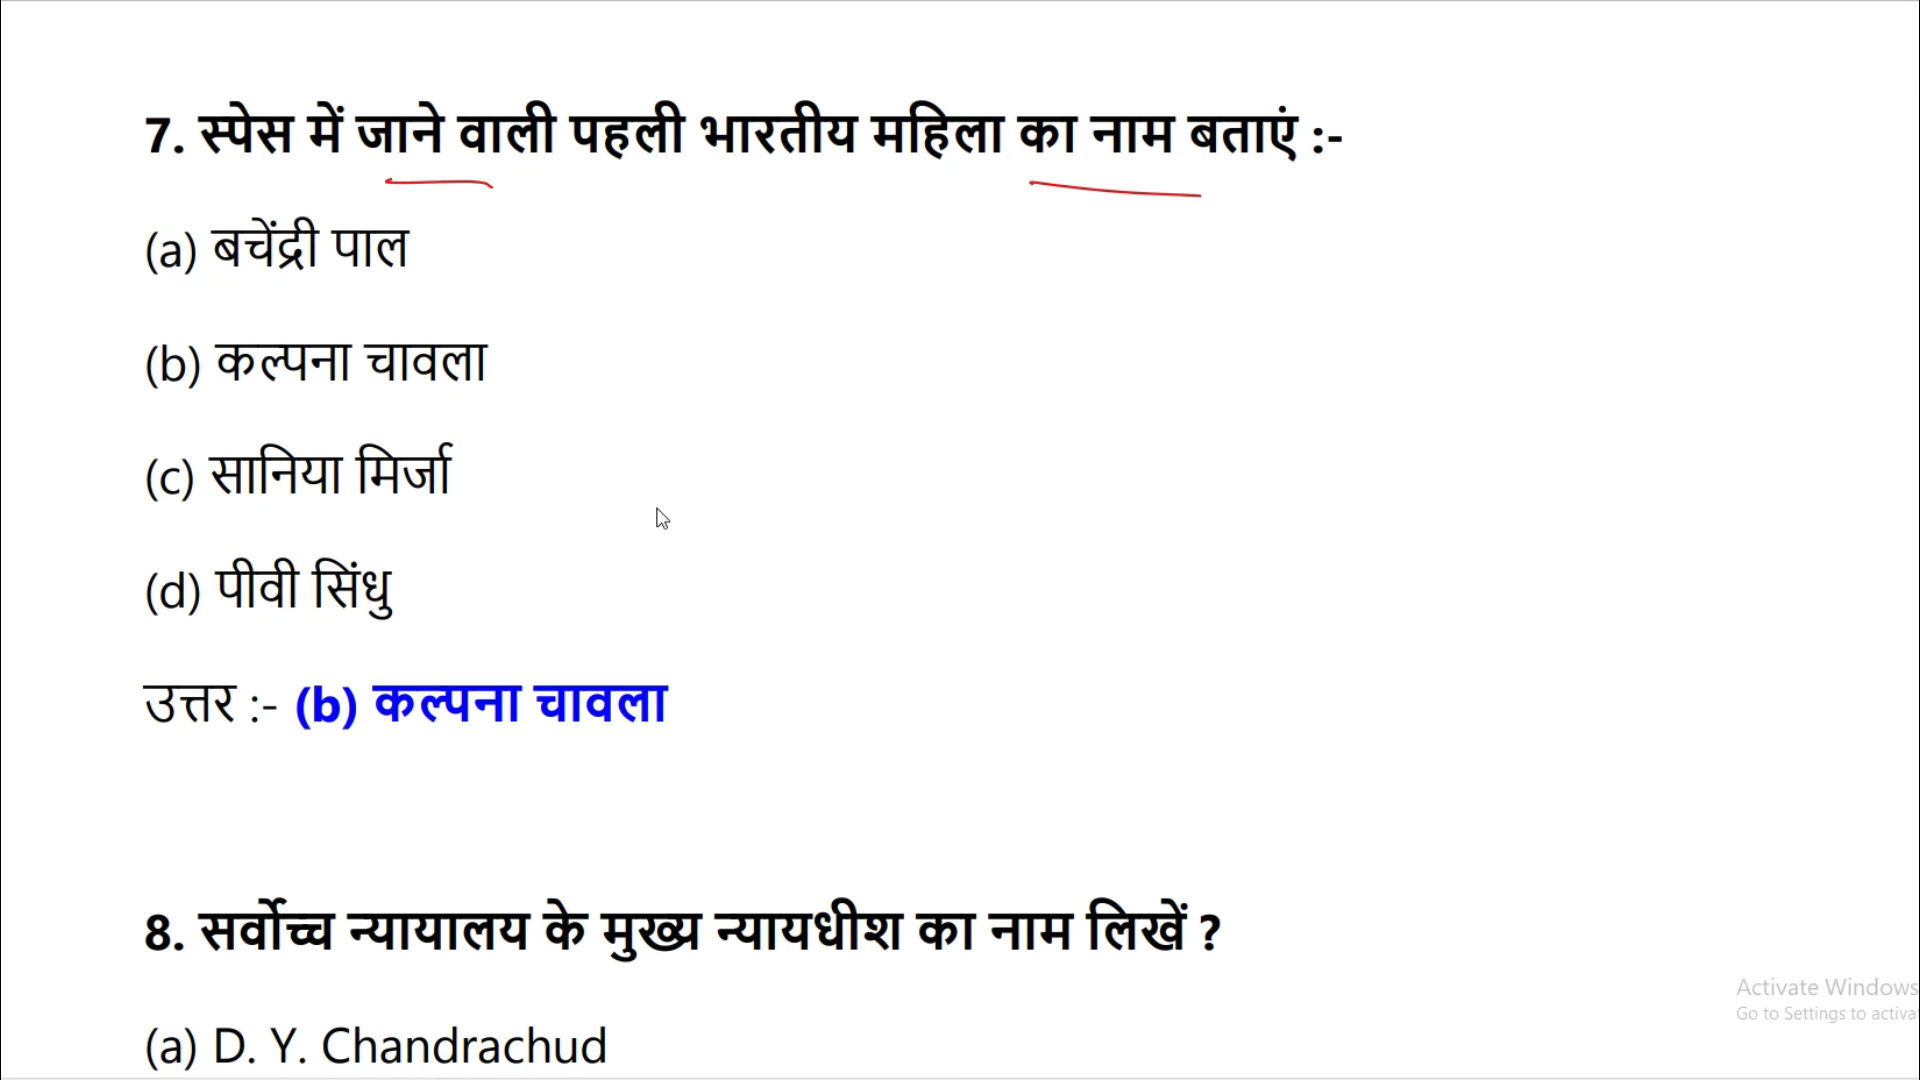 7. स्पेस में जाने वाली पहली भारतीय महिला का नाम बताएं :-
(a) बचेंद्री पाल
(b) कल्पना चावला
(c) सानिया मिर्जा
(d) पीवी सिंधु
उत्तर :- (b) कल्पना चावला
8. सर्वोच्च न्यायालय के मुख्य न्यायधीश का नाम लिखें ?
(a) D. Y. Chandrachud
Activate Windows
Go to Settings to activa